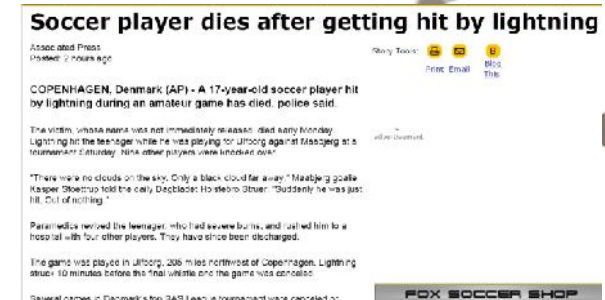 Soccer player dies after getting hit by lightning
Associated Press
Posted: 2 hours ago
Story Tools:
Print Email Blog This
COPENHAGEN, Denmark (AP) - A 17-year-old soccer player hit
by lightning during an amateur game has died, police said.
The victim, whose name was not immediately released, died early Monday.
Lightning hit the teenager while he was playing for Ulfborg against Maabjerg at a
tournament Saturday. Nine other players were knocked over.
advertisement
"There were no clouds on the sky. Only a black cloud far away," Maabjerg goalie
Kasper Stoettrup told the daily Dagbladet Holstebro Struer. "Suddenly he was just
hit. Out of nothing."
Paramedics revived the teenager, who had severe burns, and rushed him to a
hospital with four other players. They have since been discharged.
The game was played in Ulfborg, 205 miles northwest of Copenhagen. Lightning
struck 10 minutes before the final whistle and the game was canceled.
FOX SOCCER SHOP
Several games in Denmark's top SAS League tournament were canceled or